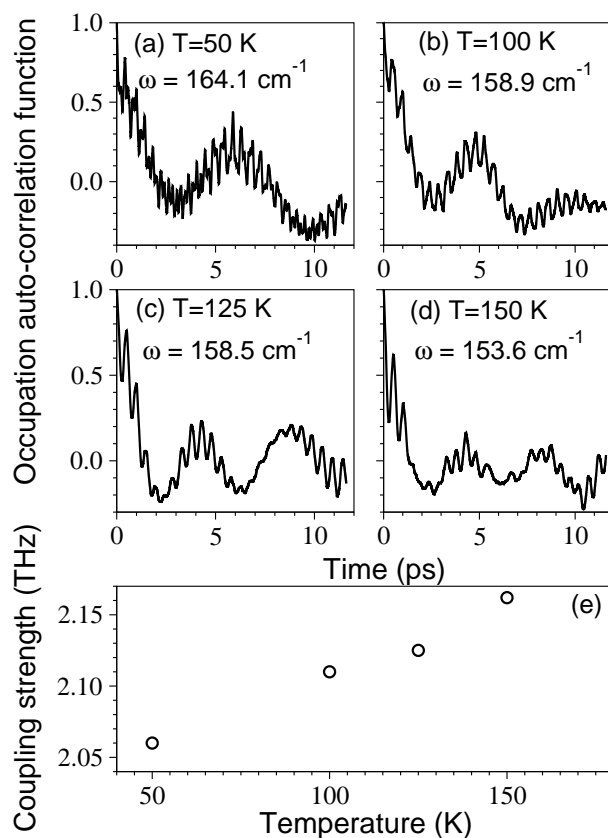 Occupation auto-correlation function
1.0
0.5
0.0
(a) T=50 K
ω = 164.1 cm⁻¹
0 5 10
(b) T=100 K
ω = 158.9 cm⁻¹
0 5 10
1.0
0.5
0.0
(c) T=125 K
ω = 158.5 cm⁻¹
0 5 10
(d) T=150 K
ω = 153.6 cm⁻¹
0 5 10
Time (ps)
Coupling strength (THz)
2.15
2.10
2.05
(e)
50 100 150
Temperature (K)